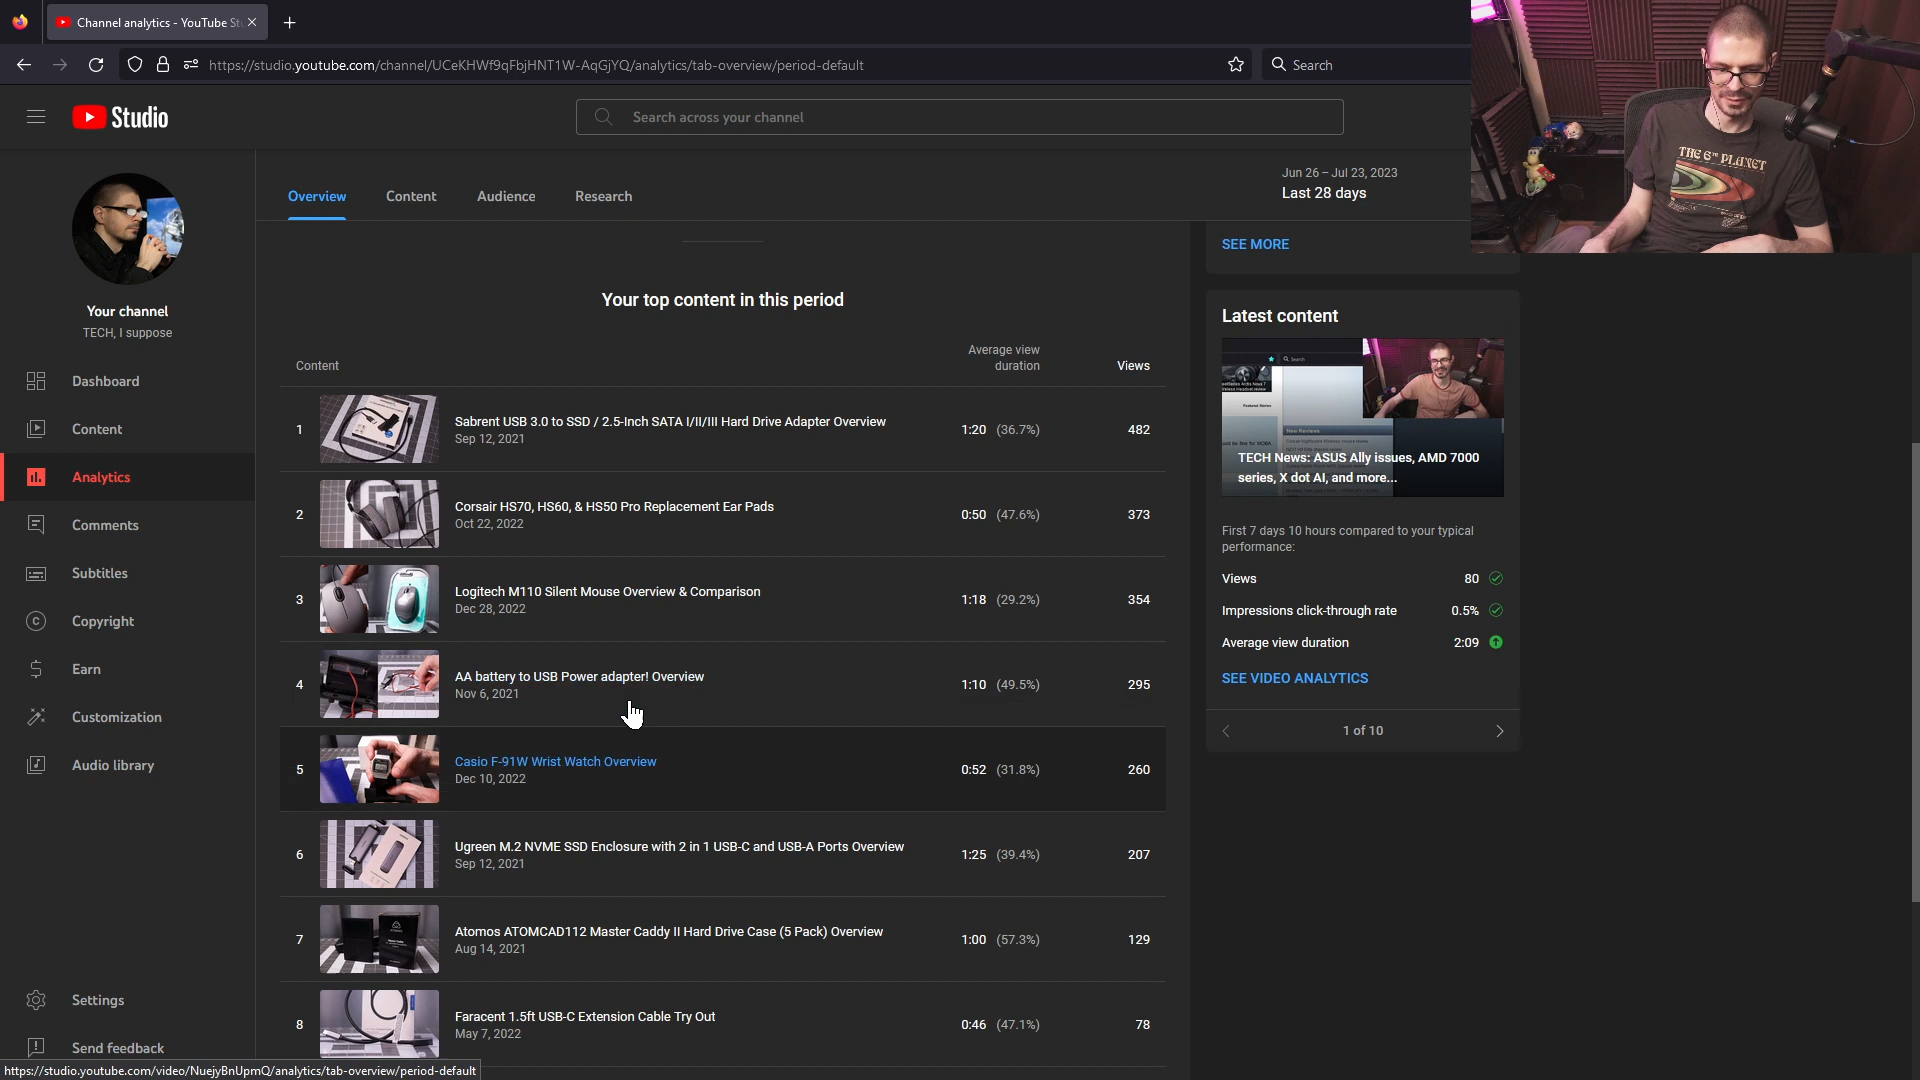 Channel analytics - YouTube St
https://studio.youtube.com/channel/UCeKHWf9qFbjHNT1W-AqGjYQ/analytics/tab-overview/period-default
Search
Studio
Search across your channel
THE 6TH PLANET
Your channel
TECH, I suppose
Dashboard
Content
Analytics
Comments
Subtitles
Copyright
Earn
Customization
Audio library
Settings
Send feedback
Overview
Content
Audience
Research
Jun 26 – Jul 23, 2023
Last 28 days
Your top content in this period
Content
Average view
duration
Views
1
Sabrent USB 3.0 to SSD / 2.5-Inch SATA I/II/III Hard Drive Adapter Overview
Sep 12, 2021
1:20 (36.7%)
482
2
Corsair HS70, HS60, & HS50 Pro Replacement Ear Pads
Oct 22, 2022
0:50 (47.6%)
373
3
Logitech M110 Silent Mouse Overview & Comparison
Dec 28, 2022
1:18 (29.2%)
354
4
AA battery to USB Power adapter! Overview
Nov 6, 2021
1:10 (49.5%)
295
5
Casio F-91W Wrist Watch Overview
Dec 10, 2022
0:52 (31.8%)
260
6
Ugreen M.2 NVME SSD Enclosure with 2 in 1 USB-C and USB-A Ports Overview
Sep 12, 2021
1:25 (39.4%)
207
7
Atomos ATOMCAD112 Master Caddy II Hard Drive Case (5 Pack) Overview
Aug 14, 2021
1:00 (57.3%)
129
8
Faracent 1.5ft USB-C Extension Cable Try Out
May 7, 2022
0:46 (47.1%)
78
SEE MORE
Latest content
Search
Featured Series
New Reviews
TECH News: ASUS Ally issues, AMD 7000
series, X dot AI, and more...
First 7 days 10 hours compared to your typical
performance:
Views
80
Impressions click-through rate
0.5%
Average view duration
2:09
SEE VIDEO ANALYTICS
1 of 10
https://studio.youtube.com/video/NuejyBnUpmQ/analytics/tab-overview/period-default